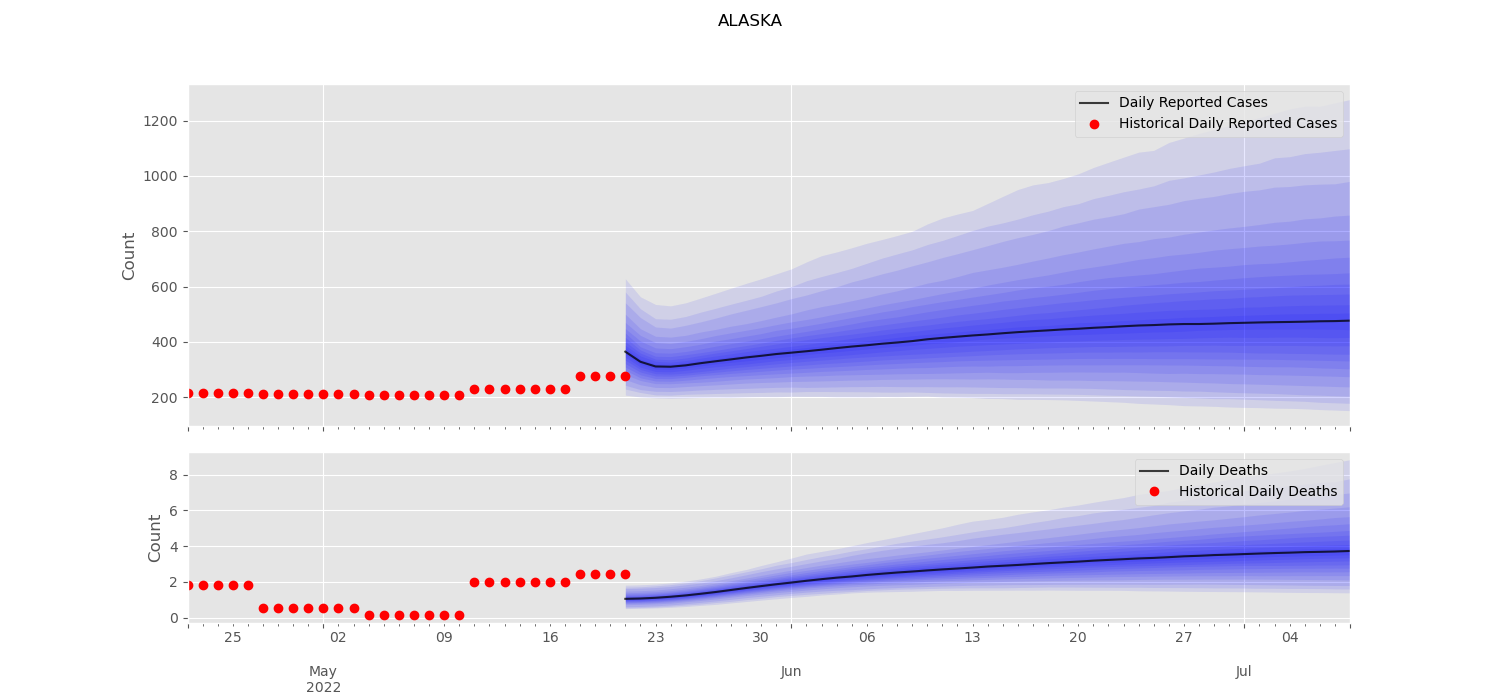 ALASKA
Daily Reported Cases
Historical Daily Reported Cases
Count
1200
1000
800
600
400
200
Daily Deaths
Historical Daily Deaths
Count
8
6
4
2
0
25 02 09 16 23 30 06 13 20 27 04
May Jun Jul
2022